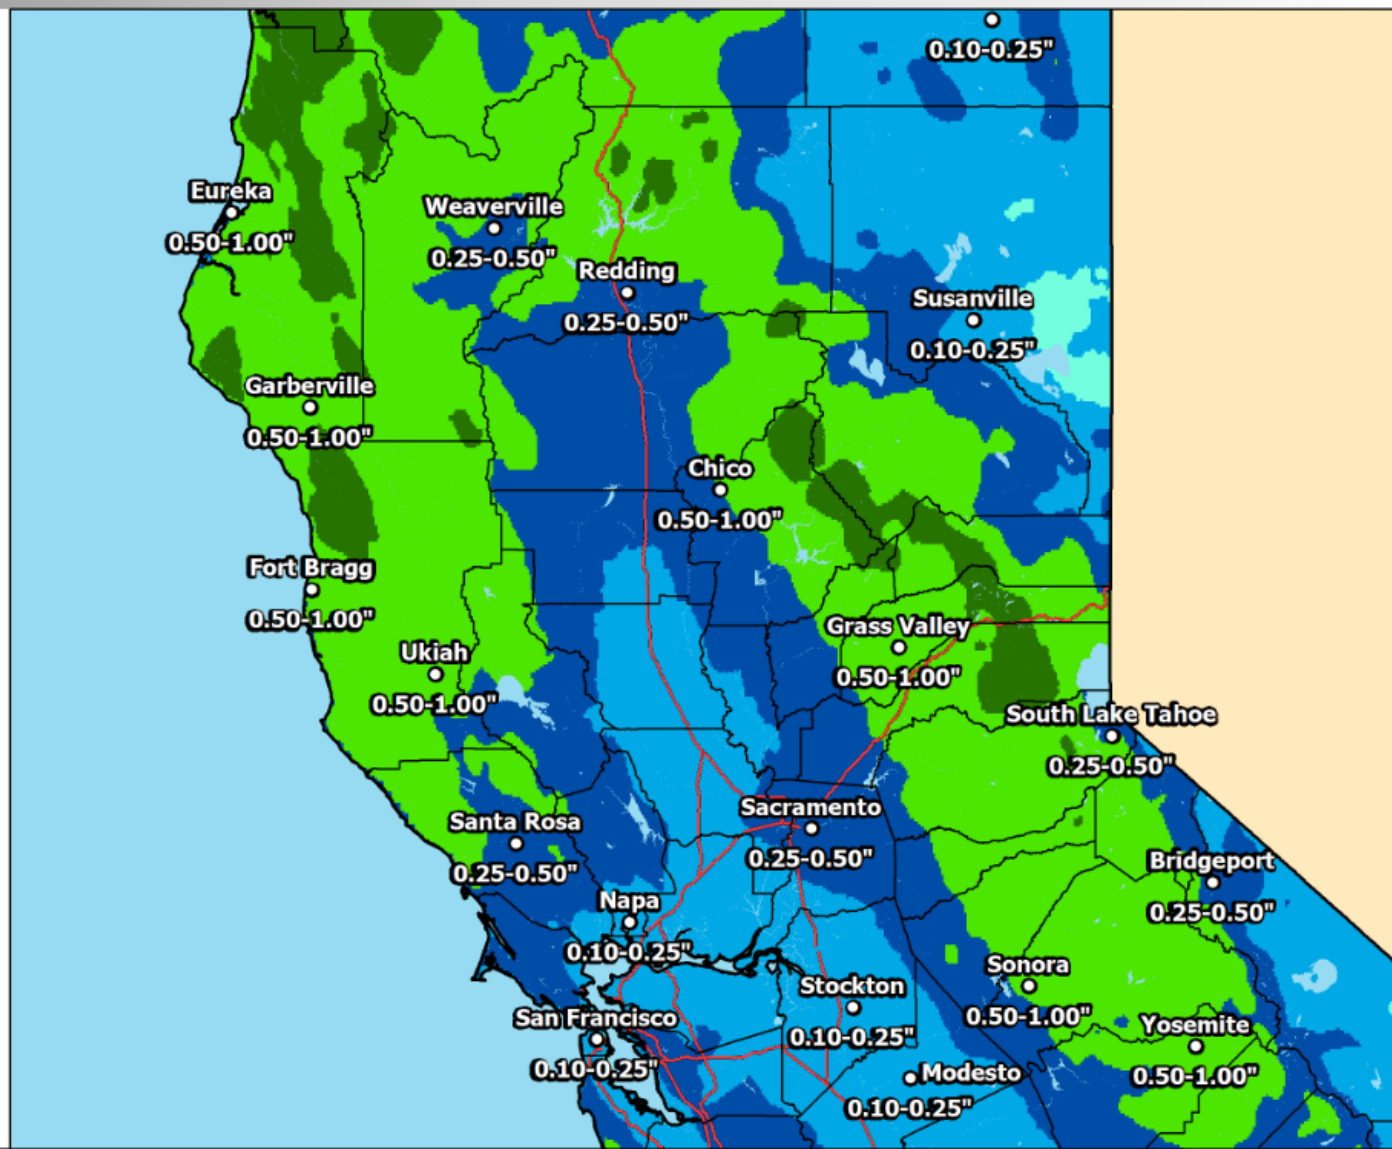 0.10-0.25"
Eureka
0.50-1.00"
Weaverville
0.25-0.50"
Redding
0.25-0.50"
Susanville
0.10-0.25"
Garberville
0.50-1.00"
Chico
0.50-1.00"
Fort Bragg
0.50-1.00"
Grass Valley
0.50-1.00"
Ukiah
0.50-1.00"
South Lake Tahoe
0.25-0.50"
Sacramento
0.25-0.50"
Santa Rosa
0.25-0.50"
Bridgeport
0.25-0.50"
Napa
0.10-0.25"
Sonora
0.50-1.00"
Stockton
0.10-0.25"
San Francisco
0.10-0.25"
Yosemite
0.50-1.00"
Modesto
0.10-0.25"